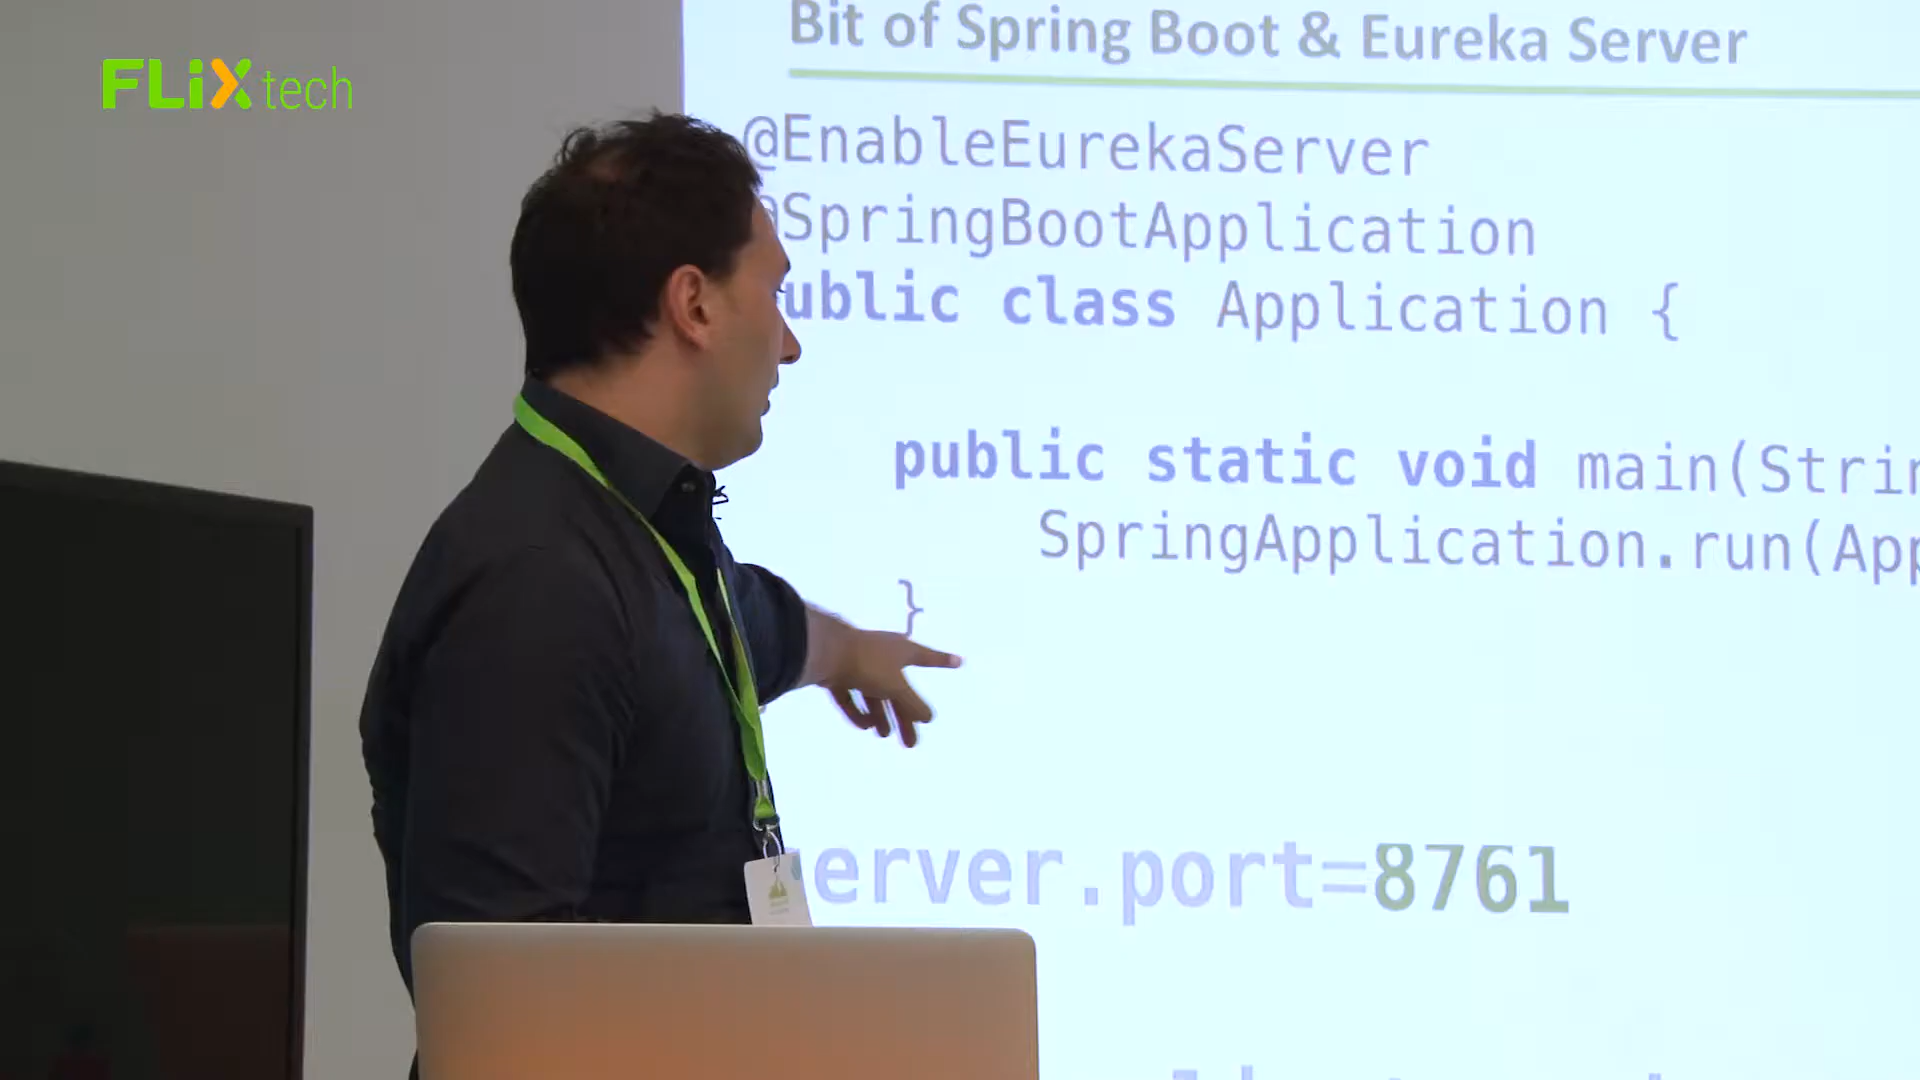 FLiX tech
Bit of Spring Boot & Eureka Server
@EnableEurekaServer
@SpringBootApplication
ublic class Application {
public static void main(Strin
SpringApplication.run(App
}
erver.port=8761